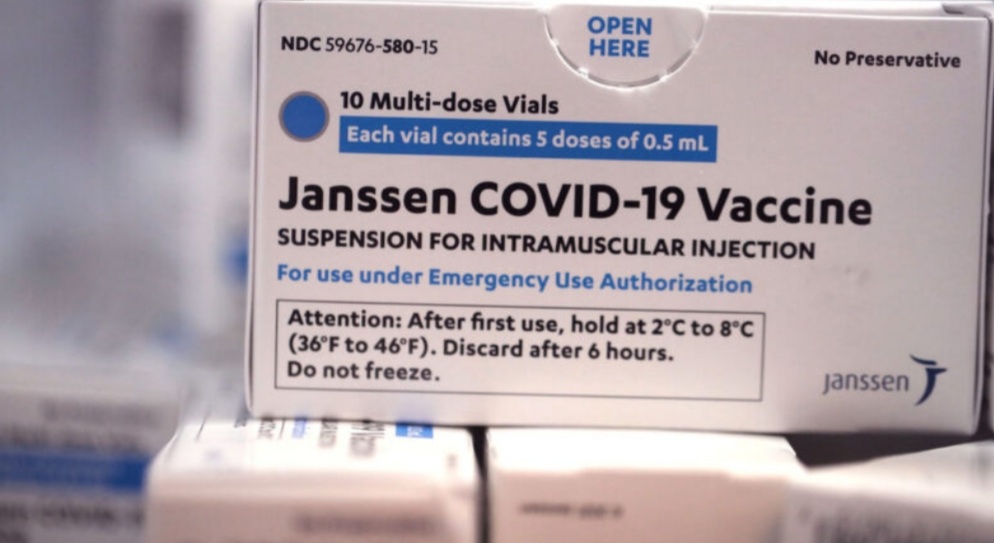 OPEN
HERE
NDC 59676-580-15
No Preservative
10 Multi-dose Vials
Each vial contains 5 doses of 0.5 mL
Janssen COVID-19 Vaccine
SUSPENSION FOR INTRAMUSCULAR INJECTION
For use under Emergency Use Authorization
Attention: After first use, hold at 2°C to 8°C
(36°F to 46°F). Discard after 6 hours.
Do not freeze.
janssen